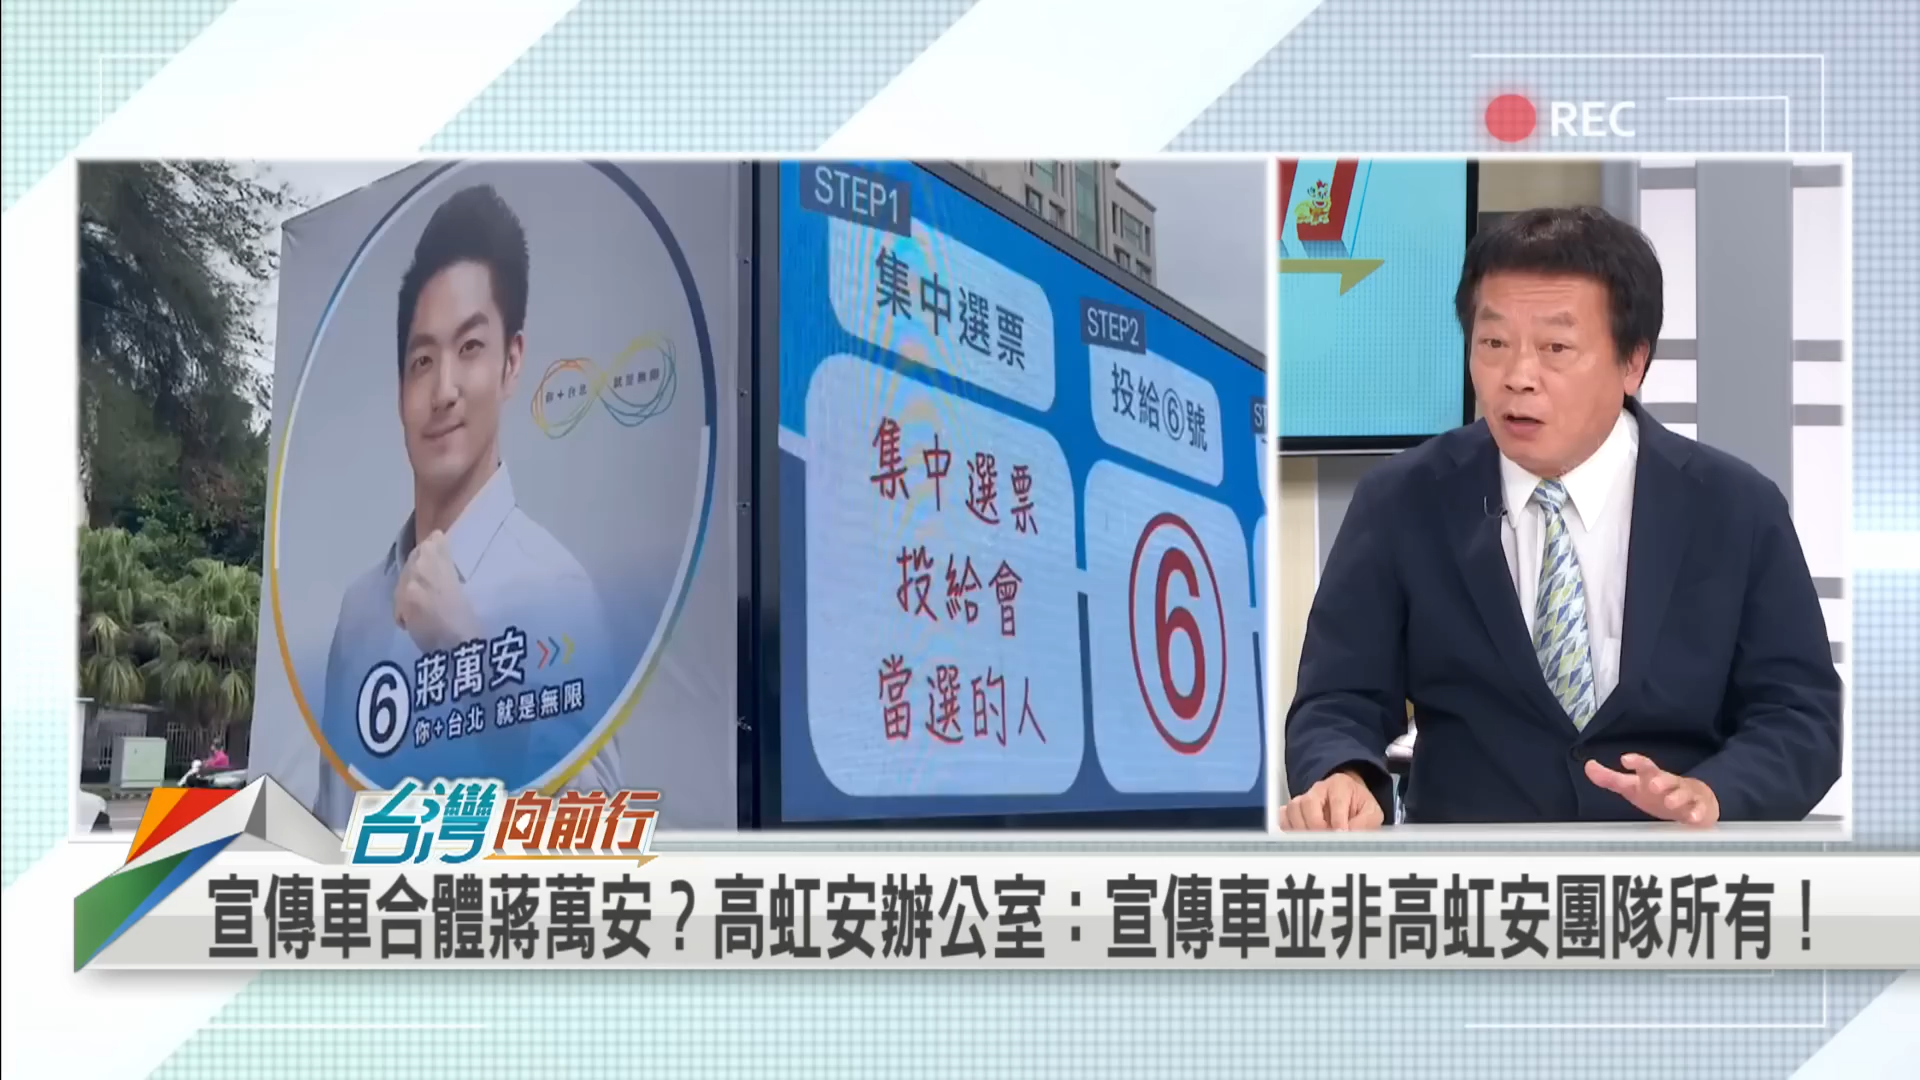 REC
STEP1
集中選票
集中選票
投給會
當選的人
STEP2
投給⑥號
⑥
你+台北 就是無限
⑥蔣萬安
你+台北 就是無限
台灣向前行
宣傳車合體蔣萬安？高虹安辦公室：宣傳車並非高虹安團隊所有！